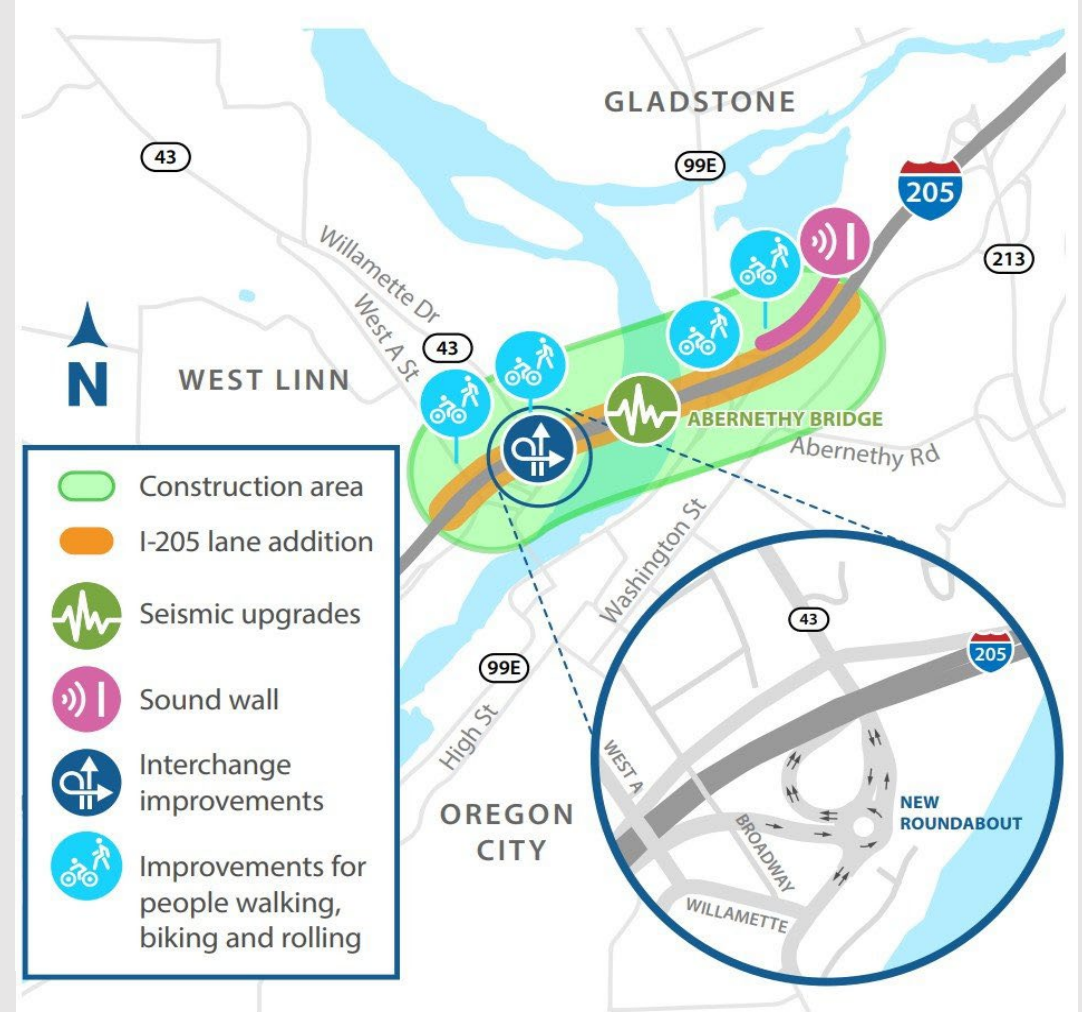 GLADSTONE
43
99E
205
213
Willamette Dr
West A St
43
WEST LINN
N
ABERNETHY BRIDGE
Abernethy Rd
Washington St
99E
High St
OREGON
CITY
Construction area
I-205 lane addition
Seismic upgrades
Sound wall
Interchange
improvements
Improvements for
people walking,
biking and rolling
43
205
WEST A
BROADWAY
NEW
ROUNDABOUT
WILLAMETTE